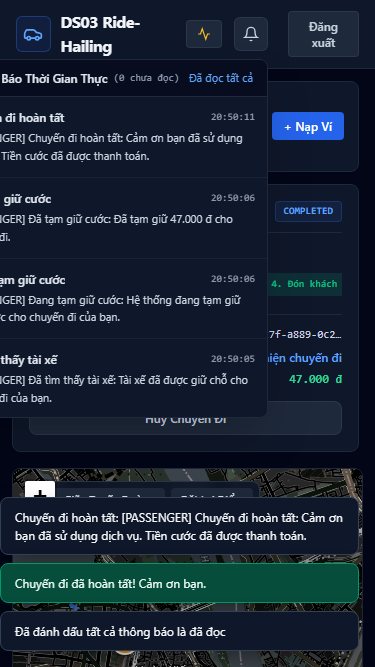 DS03 Ride-
Hailing
Đăng
xuất
Báo Thời Gian Thực (0 chưa đọc) Đã đọc tất cả
+ Nạp Ví
đi hoàn tất 20:50:11
Chuyến đi hoàn tất: Cảm ơn bạn đã sử dụng
Tiền cước đã được thanh toán.
giữ cước 20:50:06
Đã tạm giữ cước: Đã tạm giữ 47.000 đ cho
đi.
giữ cước 20:50:06
Đang tạm giữ cước: Hệ thống đang tạm giữ
cho chuyến đi của bạn.
thấy tài xế 20:50:05
Đã tìm thấy tài xế: Tài xế đã được giữ chỗ cho
đi của bạn.
COMPLETED
4. Đón khách
7f-a889-0c2…
chuyến đi
47.000 đ
Hủy Chuyến Đi
Chuyến đi hoàn tất: [PASSENGER] Chuyến đi hoàn tất: Cảm ơn
bạn đã sử dụng dịch vụ. Tiền cước đã được thanh toán.
Chuyến đi đã hoàn tất! Cảm ơn bạn.
Đã đánh dấu tất cả thông báo là đã đọc